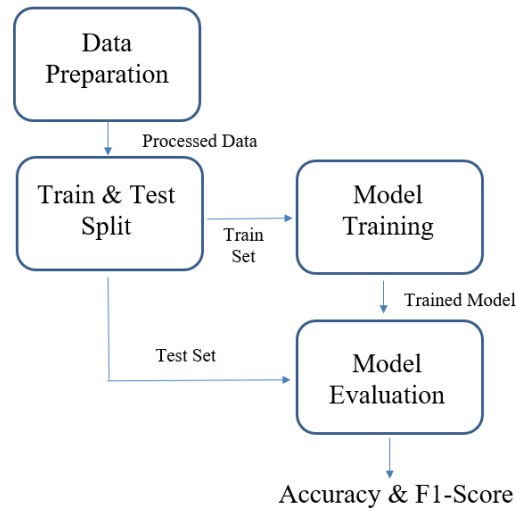 Data
Preparation
Processed Data
Train & Test
Split
Train
Set
Model
Training
Trained Model
Test Set
Model
Evaluation
Accuracy & F1-Score